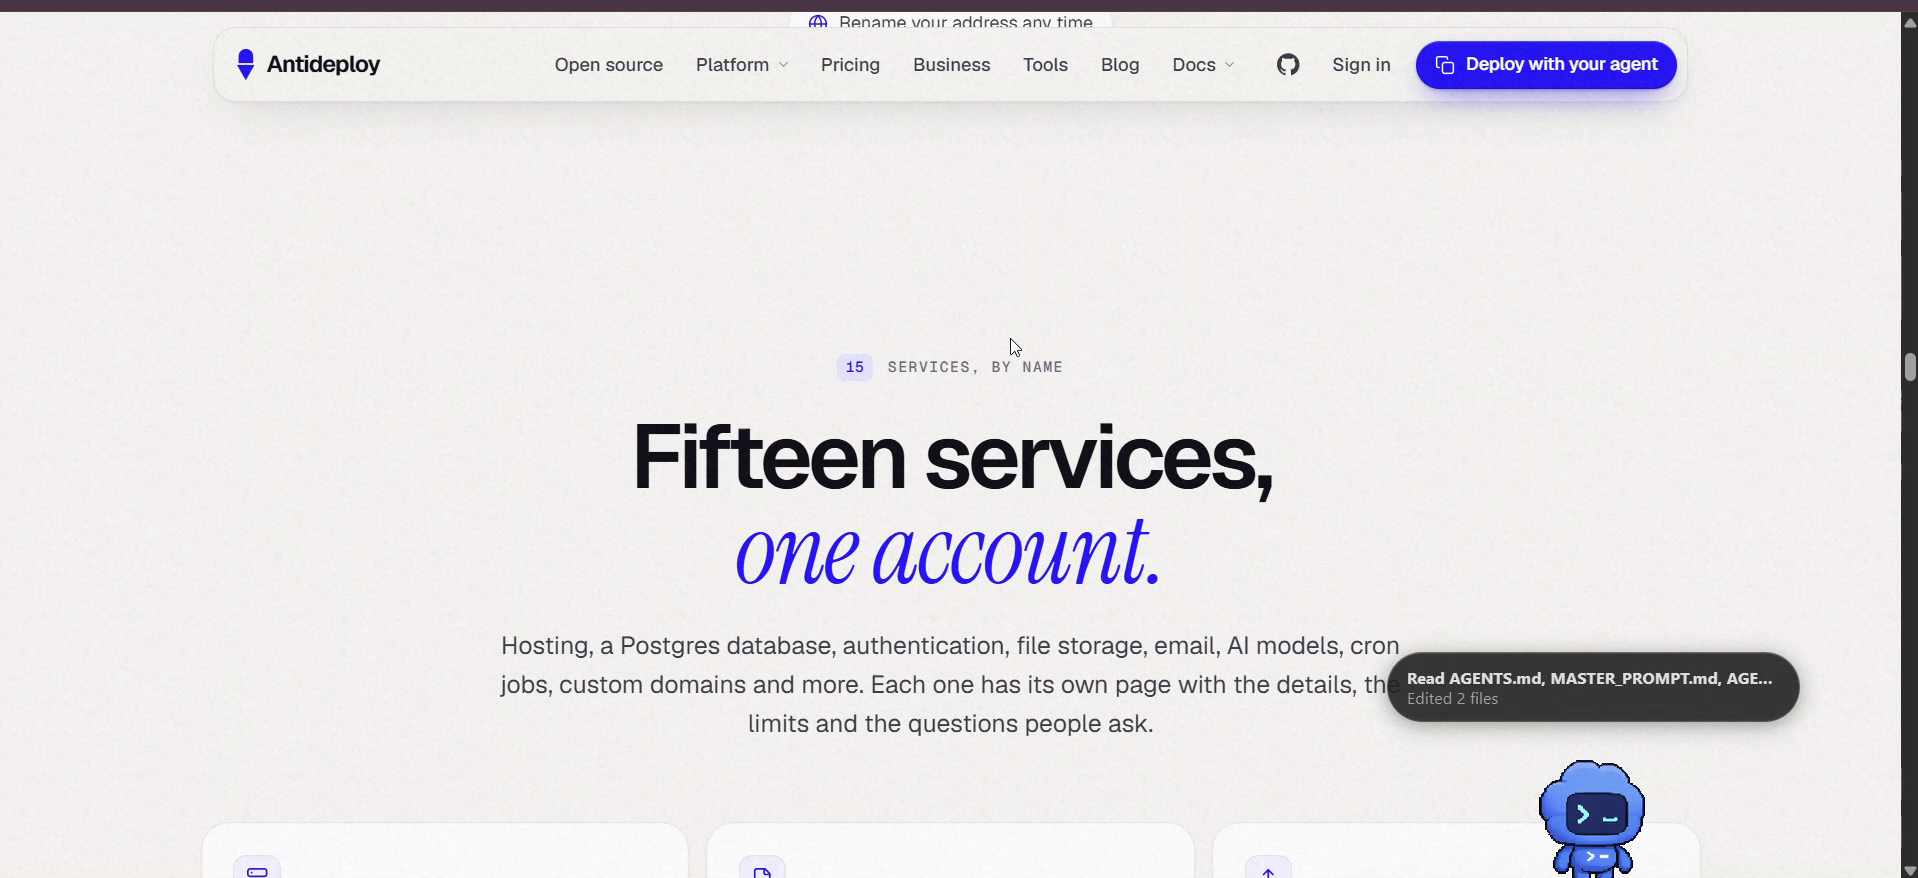 Rename your address any time
Antideploy
Open source
Platform
Pricing
Business
Tools
Blog
Docs
Sign in
Deploy with your agent
15 SERVICES, BY NAME
Fifteen services,
one account.
Hosting, a Postgres database, authentication, file storage, email, AI models, cron
jobs, custom domains and more. Each one has its own page with the details, the
limits and the questions people ask.
Read AGENTS.md, MASTER_PROMPT.md, AGE...
Edited 2 files